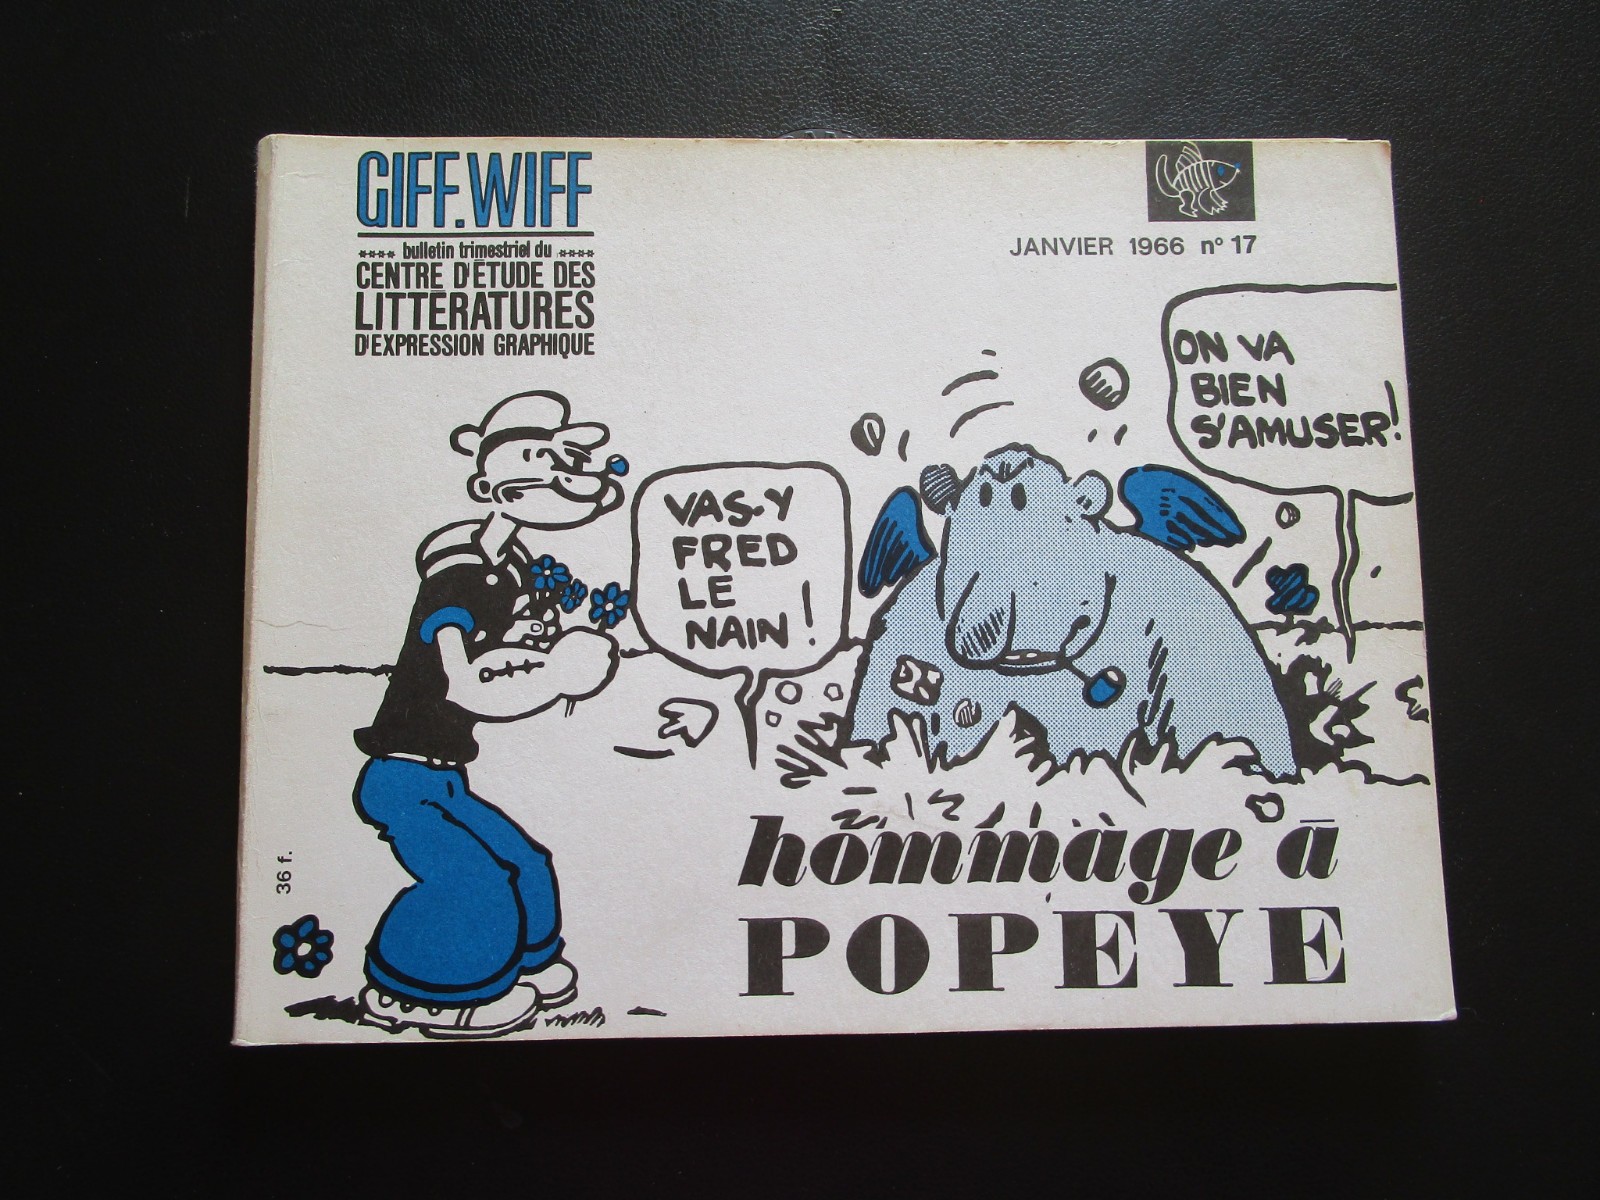 GIFF.WIFF
bulletin trimestriel du
CENTRE D'ÉTUDE DES
LITTÉRATURES
D'EXPRESSION GRAPHIQUE
JANVIER 1966 nº 17
ON VA
BIEN
S'AMUSER!
VAS-Y
FRED
LE
NAIN!
hommage à
POPEYE
36 f.